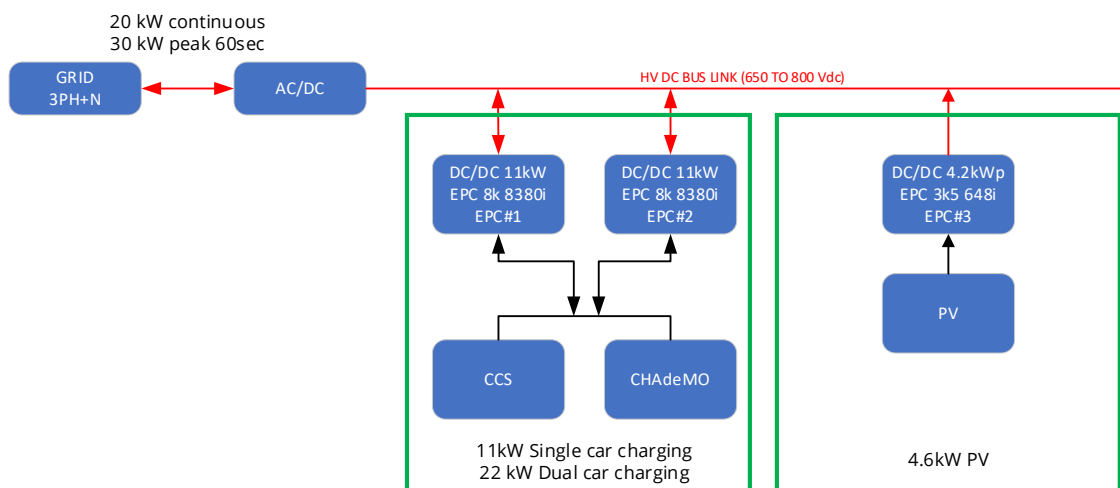 20 kW continuous
30 kW peak 60sec
GRID
3PH+N
AC/DC
HV DC BUS LINK (650 TO 800 Vdc)
DC/DC 11kW
EPC 8k 8380i
EPC#1
DC/DC 11kW
EPC 8k 8380i
EPC#2
DC/DC 4.2kWp
EPC 3k5 648i
EPC#3
PV
CCS
CHAdeMO
11kW Single car charging
22 kW Dual car charging
4.6kW PV